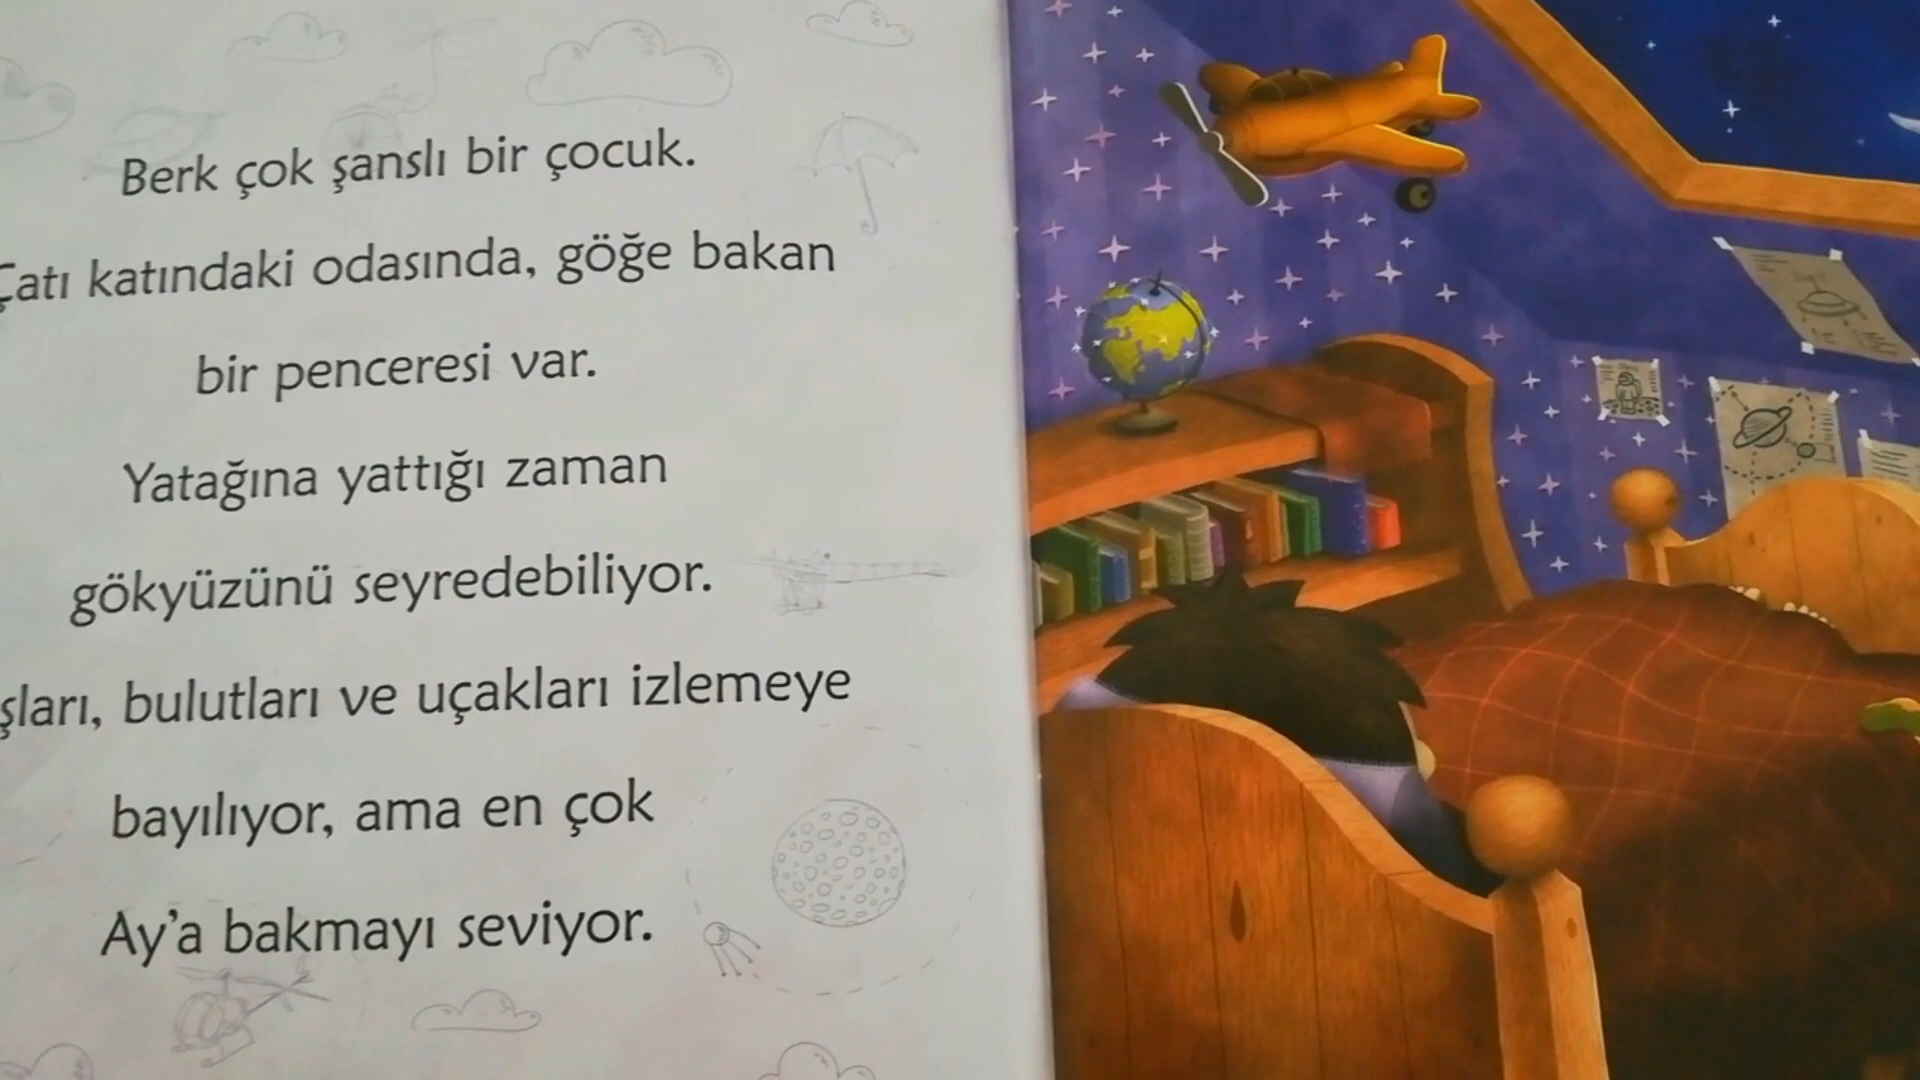 Berk çok şanslı bir çocuk.
Çatı katındaki odasında, göğe bakan
bir penceresi var.
Yatağına yattığı zaman
gökyüzünü seyredebiliyor.
bulutları ve uçakları izlemeye
bayılıyor, ama en çok
Ay'a bakmayı seviyor.